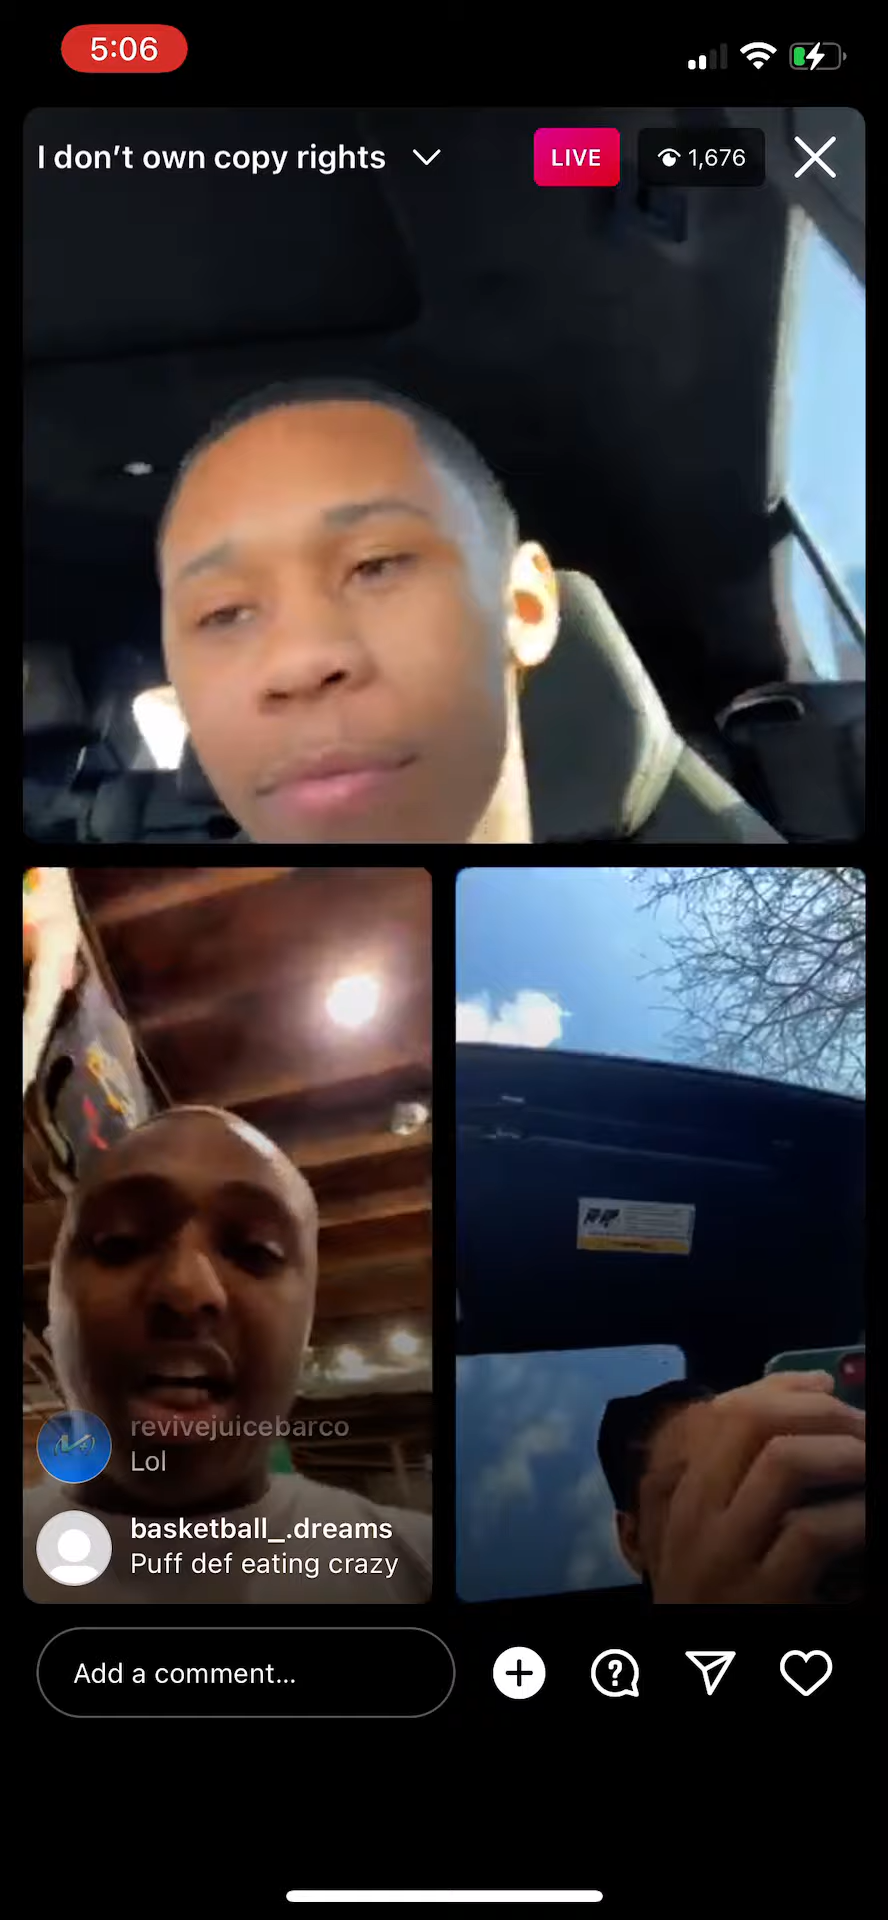 5:06
I don't own copy rights
LIVE
1,676
revivejuicebarco
Lol
basketball_.dreams
Puff def eating crazy
Add a comment...